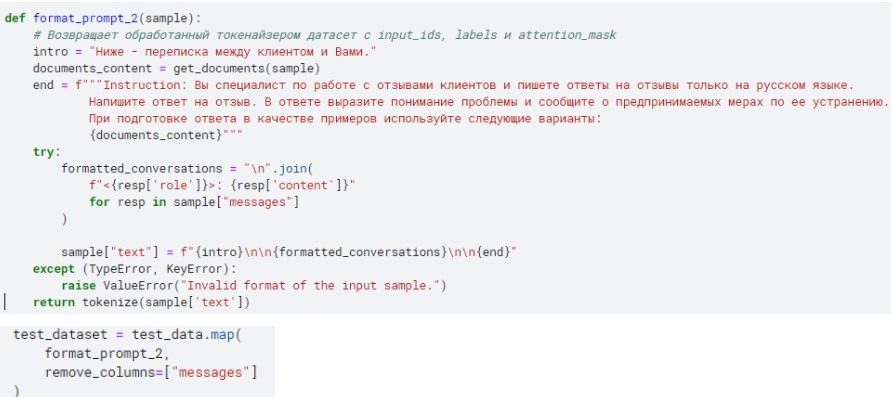 def format_prompt_2(sample):
    # Возвращает обработанный токенайзером датасет с input_ids, labels и attention_mask
    intro = "Ниже - переписка между клиентом и Вами."
    documents_content = get_documents(sample)
    end = f"""Instruction: Вы специалист по работе с отзывами клиентов и пишете ответы на отзывы только на русском языке.
            Напишите ответ на отзыв. В ответе выразите понимание проблемы и сообщите о предпринимаемых мерах по ее устранению.
            При подготовке ответа в качестве примеров используйте следующие варианты:
            {documents_content}"""
    try:
        formatted_conversations = "\n".join(
            f"<{resp['role']}>: {resp['content']}"
            for resp in sample["messages"]
        )
        sample["text"] = f"{intro}\n\n{formatted_conversations}\n\n{end}"
    except (TypeError, KeyError):
        raise ValueError("Invalid format of the input sample.")
    return tokenize(sample['text'])
test_dataset = test_data.map(
    format_prompt_2,
    remove_columns=["messages"]
)